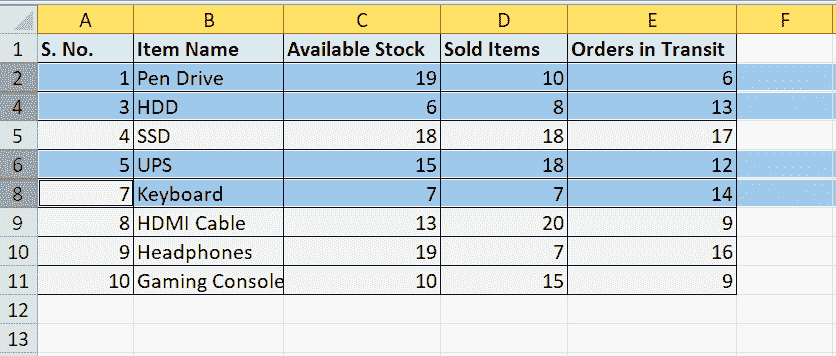 A B C D E F
1 S. No. Item Name Available Stock Sold Items Orders in Transit
2 1 Pen Drive 19 10 6
4 3 HDD 6 8 13
5 4 SSD 18 18 17
6 5 UPS 15 18 12
8 7 Keyboard 7 7 14
9 8 HDMI Cable 13 20 9
10 9 Headphones 19 7 16
11 10 Gaming Console 10 15 9
12
13